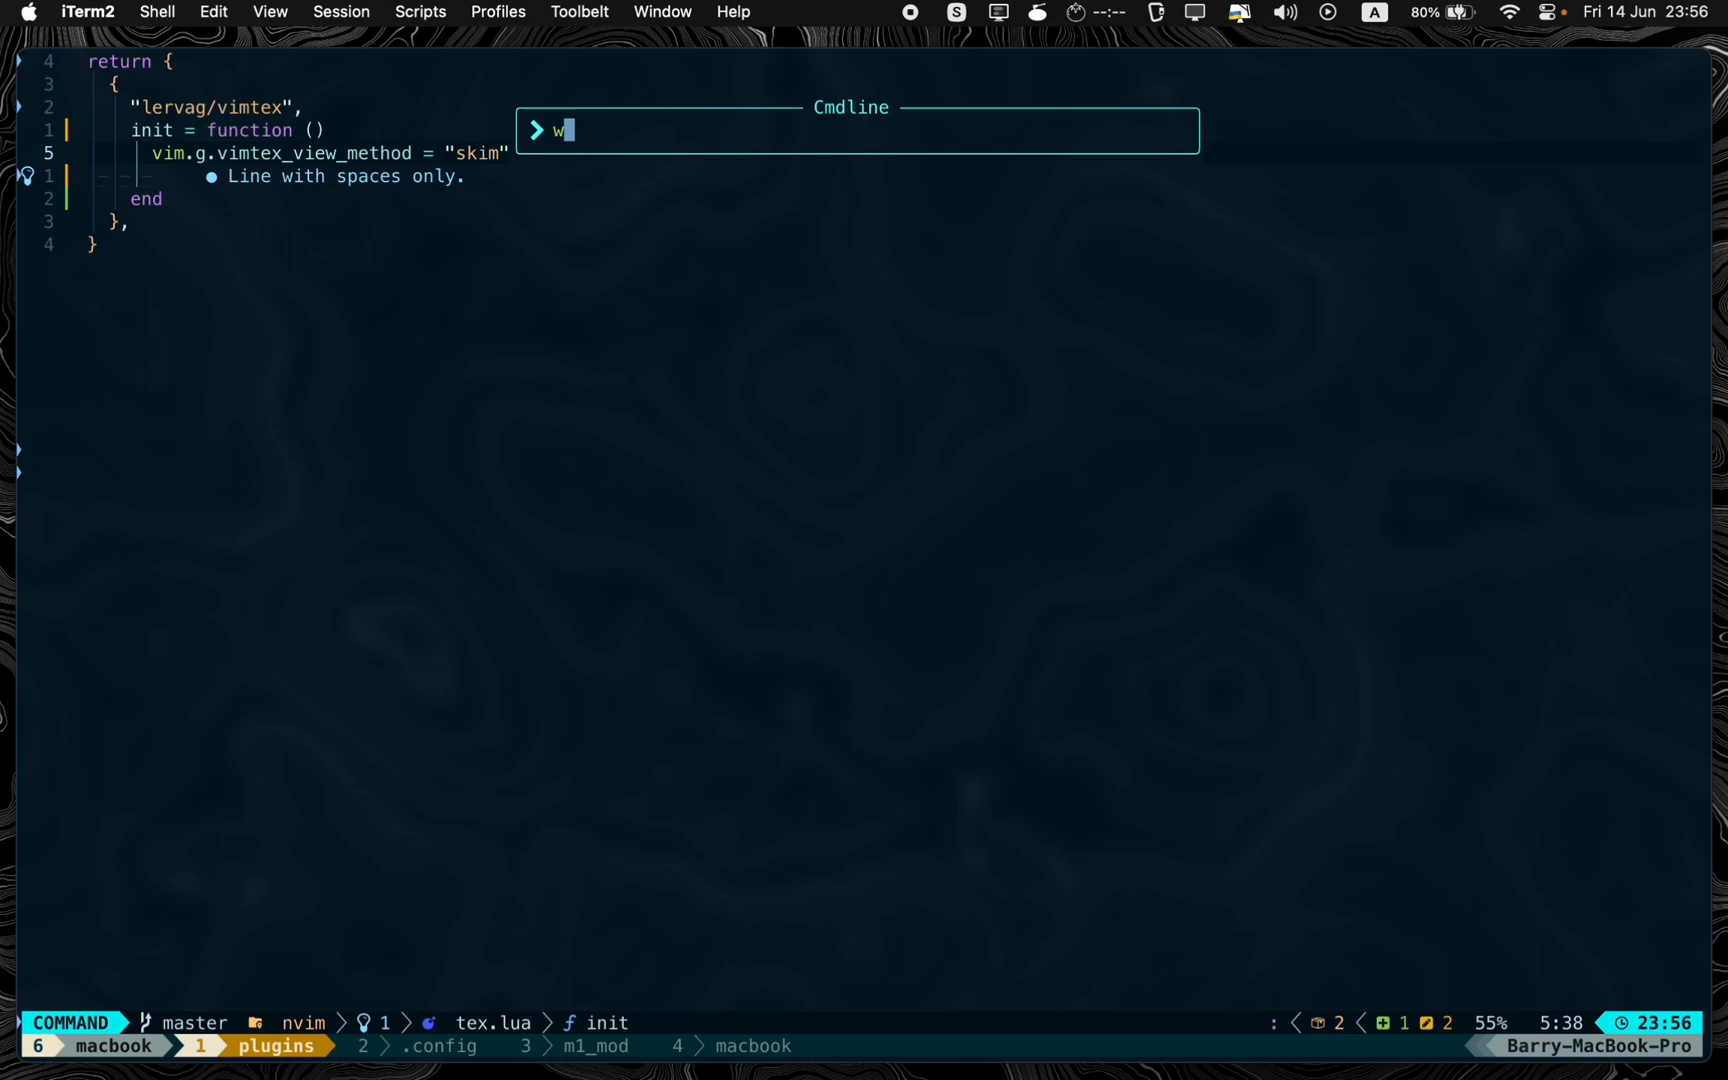 iTerm2 Shell Edit View Session Scripts Profiles Toolbelt Window Help S --:-- A 80% Fri 14 Jun 23:56
4 return {
3 {
2 "lervag/vimtex",
1 init = function ()
5 vim.g.vimtex_view_method = "skim"
1 ● Line with spaces only.
2 end
3 },
4 }
Cmdline
w
COMMAND master nvim 1 tex.lua init : 2 1 2 55% 5:38 23:56
6 macbook 1 plugins 2 .config 3 m1_mod 4 macbook Barry-MacBook-Pro